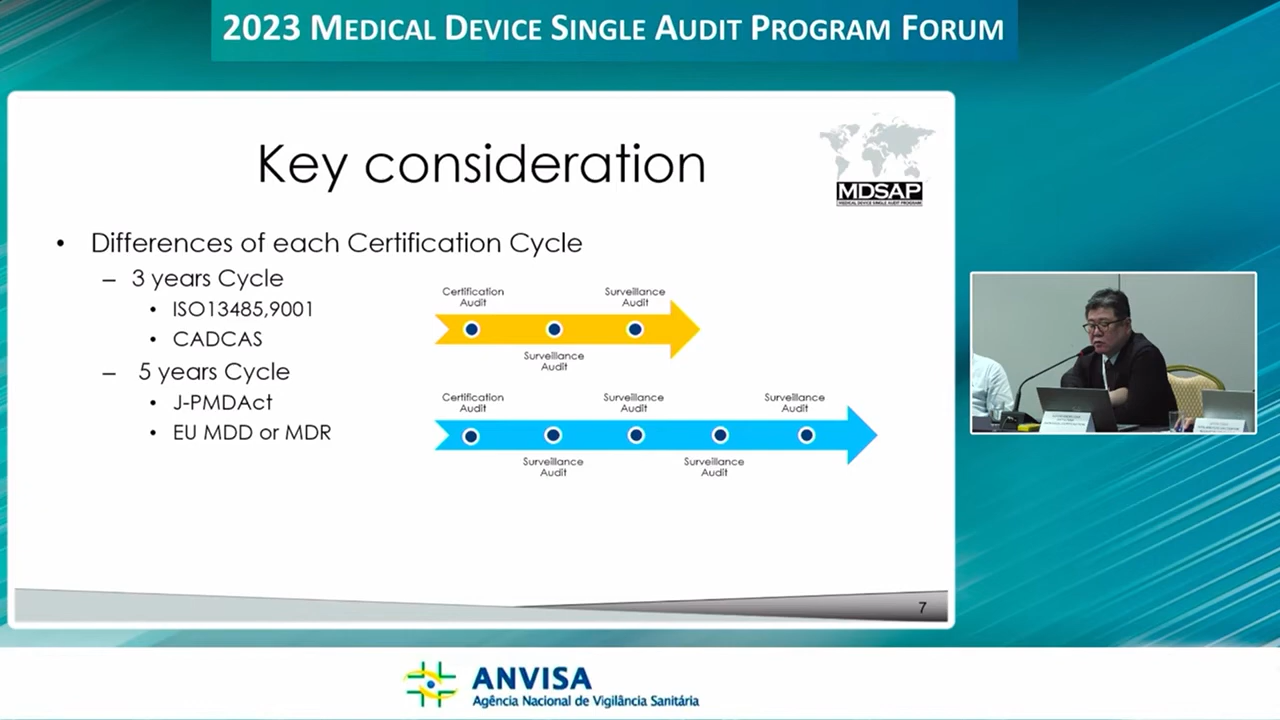 2023 MEDICAL DEVICE SINGLE AUDIT PROGRAM FORUM
Key consideration
MDSAP
MEDICAL DEVICE SINGLE AUDIT PROGRAM
• Differences of each Certification Cycle
– 3 years Cycle
• ISO13485,9001
• CADCAS
– 5 years Cycle
• J-PMDAct
• EU MDD or MDR
Certification
Audit
Surveillance
Audit
Surveillance
Audit
Certification
Audit
Surveillance
Audit
Surveillance
Audit
Surveillance
Audit
Surveillance
Audit
7
ANVISA
Agência Nacional de Vigilância Sanitária